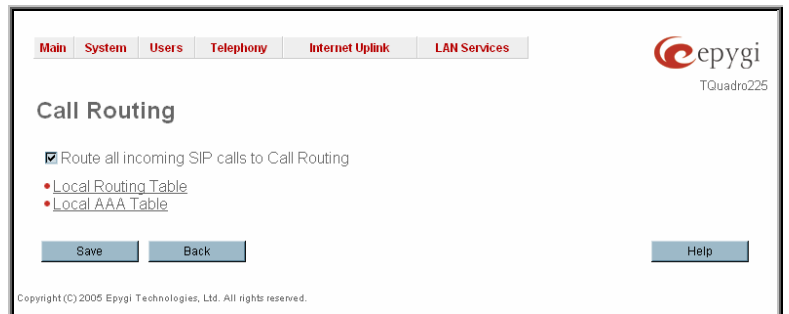 Main System Users Telephony Internet Uplink LAN Services
epygi
TQuadro225
Call Routing
Route all incoming SIP calls to Call Routing
Local Routing Table
Local AAA Table
Save Back Help
Copyright (C) 2005 Epygi Technologies, Ltd. All rights reserved.